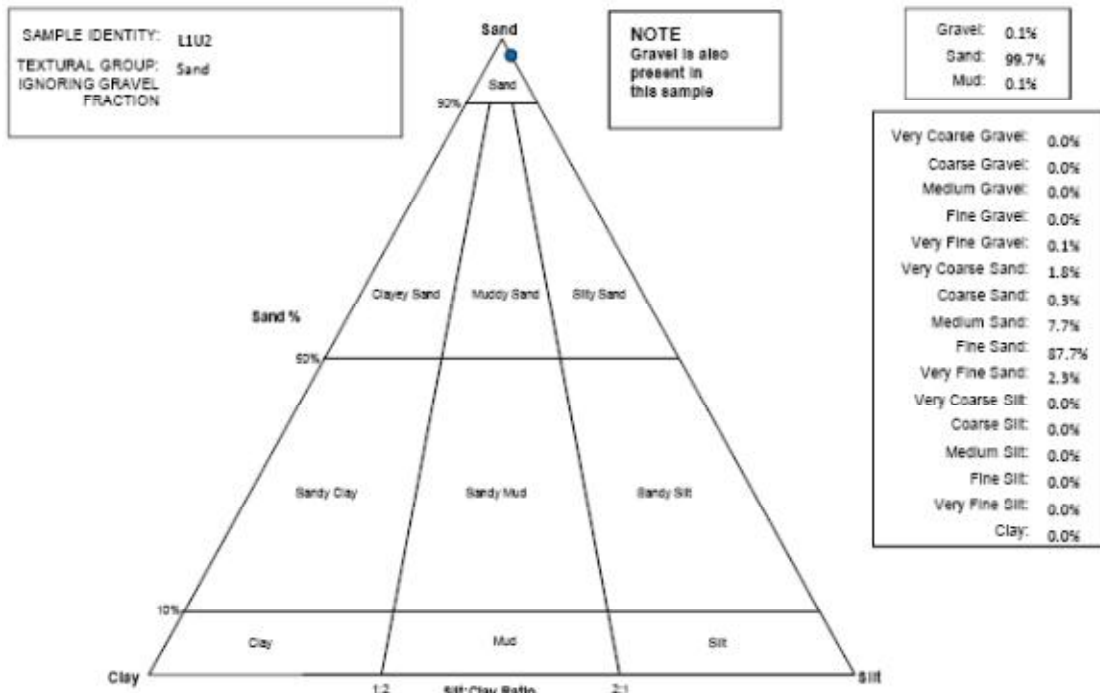 SAMPLE IDENTITY: L1U2
TEXTURAL GROUP: Sand
IGNORING GRAVEL
FRACTION
Sand
NOTE
Gravel is also
present in
this sample
Gravel: 0.1%
Sand: 99.7%
Mud: 0.1%
Sand
90%
Very Coarse Gravel: 0.0%
Coarse Gravel: 0.0%
Medium Gravel: 0.0%
Fine Gravel: 0.0%
Very Fine Gravel: 0.1%
Very Coarse Sand: 1.8%
Coarse Sand: 0.3%
Medium Sand: 7.7%
Fine Sand: 87.7%
Very Fine Sand: 2.3%
Very Coarse Silt: 0.0%
Coarse Silt: 0.0%
Medium Silt: 0.0%
Fine Silt: 0.0%
Very Fine Silt: 0.0%
Clay: 0.0%
Clayey Sand Muddy Sand Silty Sand
Sand %
50%
Sandy Clay Sandy Mud Sandy Silt
10%
Clay Mud Silt
Clay Silt
1:2 Silt:Clay Ratio 2:1